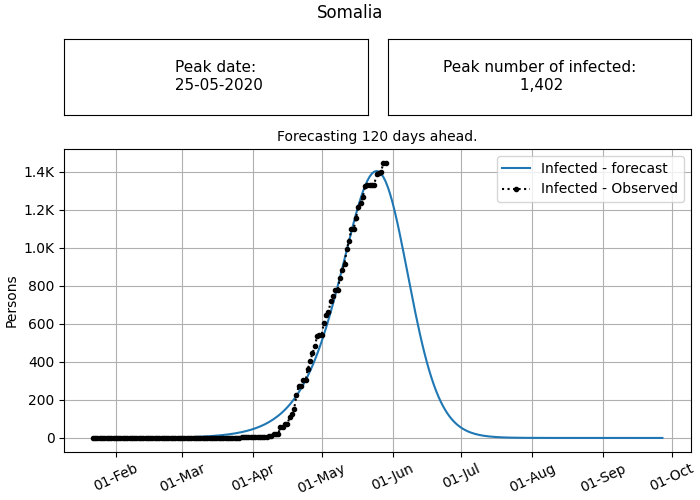 Somalia
Peak date:
25-05-2020
Peak number of infected:
1,402
Forecasting 120 days ahead.
Infected - forecast
Infected - Observed
Persons
1.4K
1.2K
1.0K
800
600
400
200
0
01-Feb
01-Mar
01-Apr
01-May
01-Jun
01-Jul
01-Aug
01-Sep
01-Oct